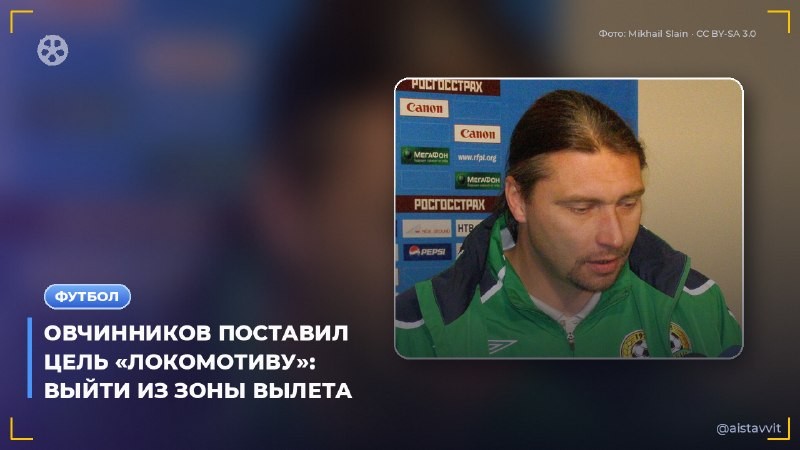 Фото: Mikhail Slain - CC BY-SA 3.0
РОСГОССТРАХ
Canon
Canon
МегаФон
www.rfpl.org
МегаФон
РОСГОССТРАХ
НТВ
PEPSI
ФУТБОЛ
ОВЧИННИКОВ ПОСТАВИЛ
ЦЕЛЬ «ЛОКОМОТИВУ»:
ВЫЙТИ ИЗ ЗОНЫ ВЫЛЕТА
@aistavvit